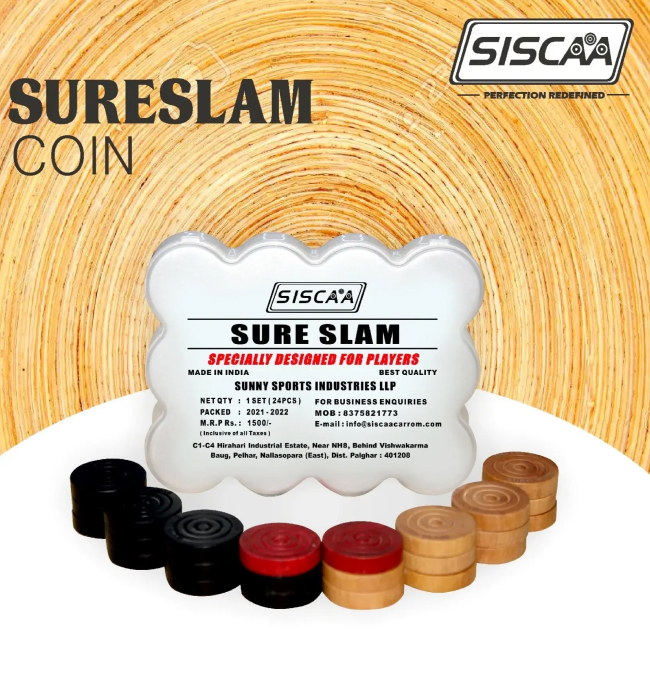 SISCAA
PERFECTION REDEFINED
SURESLAM
COIN
SISCAA
SURE SLAM
SPECIALLY DESIGNED FOR PLAYERS
MADE IN INDIA BEST QUALITY
SUNNY SPORTS INDUSTRIES LLP
NET QTY : 1 SET ( 24 PCS ) FOR BUSINESS ENQUIRIES
PACKED : 2021 - 2022 MOB : 8375821773
M.R.P Rs. : 1500/- E-mail : info@siscaacarrom.com
( Inclusive of all Taxes )
C1-C4 Hirahari Industrial Estate, Near NH8, Behind Vishwakarma
Baug, Pelhar, Nallasopara (East), Dist. Palghar : 401208